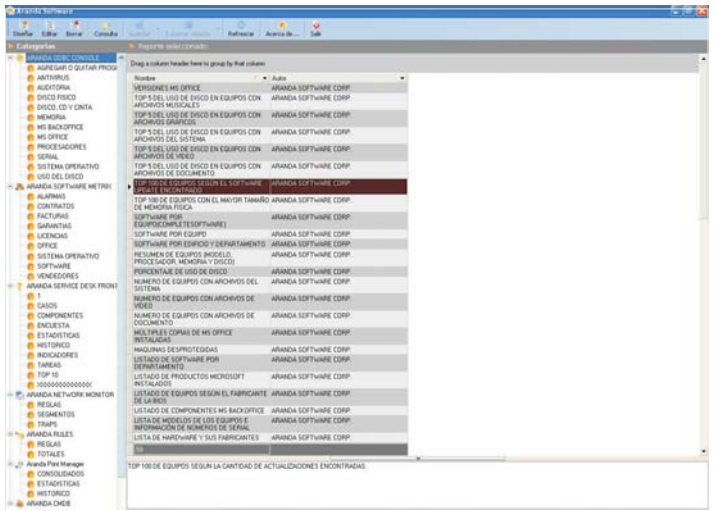 Aranda Software
Diseñar Editar Borrar Consulta Guardar Exportar reporte Refrescar Acerca de... Salir
Categorías
Reporte seleccionado:
ARANDA GDBC CONSOLE
AGREGAR O QUITAR PROG
ANTIVIRUS
AUDITORIA
DISCO FISICO
DISCO, CD Y CINTA
MEMORIA
MS BACKOFFICE
MS OFFICE
PROCESADORES
SERIAL
SISTEMA OPERATIVO
USO DEL DISCO
ARANDA SOFTWARE METRIX
ALARMAS
CONTRATOS
FACTURAS
GARANTIAS
LICENCIAS
OFFICE
SISTEMA OPERATIVO
SOFTWARE
VENDEDORES
ARANDA SERVICE DESK FRONT
1
CASOS
COMPONENTES
ENCUESTA
ESTADISTICAS
HISTORICO
INDICADORES
TAREAS
TOP 10
ARANDA NETWORK MONITOR
REGLAS
SEGMENTOS
TRAPS
ARANDA RULES
REGLAS
TOTALES
Aranda Print Manager
CONSOLIDADOS
ESTADISTICAS
HISTORICO
ARANDA CMDB
Drag a column header here to group by that column
Nombre Autor
VERSIONES MS OFFICE ARANDA SOFTWARE CORP.
TOP 5 DEL USO DE DISCO EN EQUIPOS CON ARANDA SOFTWARE CORP.
ARCHIVOS MUSICALES
TOP 5 DEL USO DE DISCO EN EQUIPOS CON ARANDA SOFTWARE CORP.
ARCHIVOS GRÁFICOS
TOP 5 DEL USO DE DISCO EN EQUIPOS CON ARANDA SOFTWARE CORP.
ARCHIVOS DEL SISTEMA
TOP 5 DEL USO DE DISCO EN EQUIPOS CON ARANDA SOFTWARE CORP.
ARCHIVOS DE VIDEO
TOP 5 DEL USO DE DISCO EN EQUIPOS CON ARANDA SOFTWARE CORP.
ARCHIVOS DE DOCUMENTO
TOP 100 DE EQUIPOS SEGÚN EL SOFTWARE ARANDA SOFTWARE CORP.
UPDATE ENCONTRADO
TOP 100 DE EQUIPOS CON EL MAYOR TAMAÑO ARANDA SOFTWARE CORP.
DE MEMORIA FISICA
SOFTWARE POR ARANDA SOFTWARE CORP.
EQUIPO(COMPLETESOFTWARE)
SOFTWARE POR EQUIPO ARANDA SOFTWARE CORP.
SOFTWARE POR EDIFICIO Y DEPARTAMENTO ARANDA SOFTWARE CORP.
RESUMEN DE EQUIPOS (MODELO, ARANDA SOFTWARE CORP.
PROCESADOR, MEMORIA Y DISCO)
PORCENTAJE DE USO DE DISCO ARANDA SOFTWARE CORP.
NUMERO DE EQUIPOS CON ARCHIVOS DEL ARANDA SOFTWARE CORP.
SISTEMA
NUMERO DE EQUIPOS CON ARCHIVOS DE ARANDA SOFTWARE CORP.
VIDEO
NUMERO DE EQUIPOS CON ARCHIVOS DE ARANDA SOFTWARE CORP.
DOCUMENTO
MÚLTIPLES COPIAS DE MS OFFICE ARANDA SOFTWARE CORP.
INSTALADAS
MAQUINAS DESPROTEGIDAS ARANDA SOFTWARE CORP.
LISTADO DE SOFTWARE POR ARANDA SOFTWARE CORP.
DEPARTAMENTO
LISTADO DE PRODUCTOS MICROSOFT ARANDA SOFTWARE CORP.
INSTALADOS
LISTADO DE EQUIPOS SEGÚN EL FABRICANTE ARANDA SOFTWARE CORP.
DE LA BIOS
LISTADO DE COMPONENTES MS BACKOFFICE ARANDA SOFTWARE CORP.
LISTA DE MODELOS DE LOS EQUIPOS E ARANDA SOFTWARE CORP.
INFORMACIÓN DE NÚMEROS DE SERIAL
LISTA DE HARDWARE Y SUS FABRICANTES ARANDA SOFTWARE CORP.
TOP 100 DE EQUIPOS SEGUN LA CANTIDAD DE ACTUALIZACIONES ENCONTRADAS.